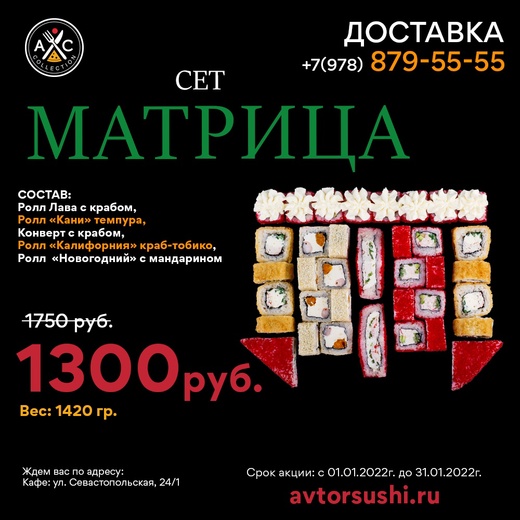 A C
COLLECTION
ДОСТАВКА
+7(978) 879-55-55
СЕТ
МАТРИЦА
СОСТАВ:
Ролл Лава с крабом,
Ролл «Кани» темпура,
Конверт с крабом,
Ролл «Калифорния» краб-тобико,
Ролл «Новогодний» с мандарином
1750 руб.
1300руб.
Вес: 1420 гр.
Ждем вас по адресу:
Кафе: ул. Севастопольская, 24/1
Срок акции: с 01.01.2022г. до 31.01.2022г.
avtorsushi.ru